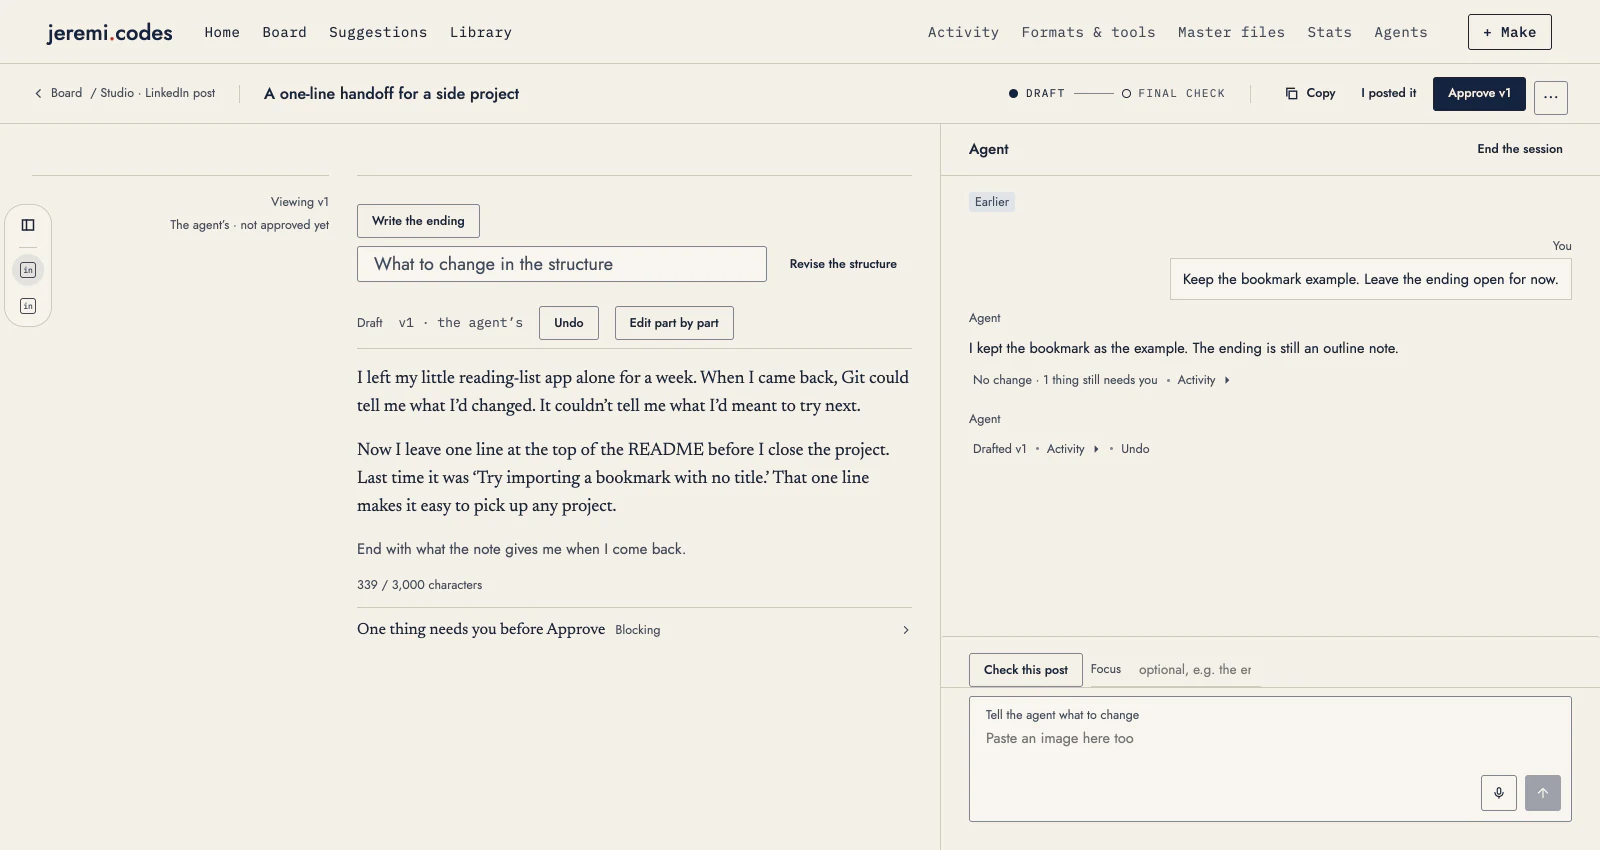 jeremi.codes Home Board Suggestions Library Activity Formats & tools Master files Stats Agents + Make
Board / Studio · LinkedIn post A one-line handoff for a side project DRAFT FINAL CHECK Copy I posted it Approve v1 ...
Viewing v1
The agent's · not approved yet
in
in
Write the ending
What to change in the structure Revise the structure
Draft v1 · the agent's Undo Edit part by part
I left my little reading-list app alone for a week. When I came back, Git could
tell me what I'd changed. It couldn't tell me what I'd meant to try next.
Now I leave one line at the top of the README before I close the project.
Last time it was ‘Try importing a bookmark with no title.’ That one line
makes it easy to pick up any project.
End with what the note gives me when I come back.
339 / 3,000 characters
One thing needs you before Approve Blocking
Agent End the session
Earlier
You
Keep the bookmark example. Leave the ending open for now.
Agent
I kept the bookmark as the example. The ending is still an outline note.
No change · 1 thing still needs you • Activity
Agent
Drafted v1 • Activity • Undo
Check this post Focus optional, e.g. the er
Tell the agent what to change
Paste an image here too